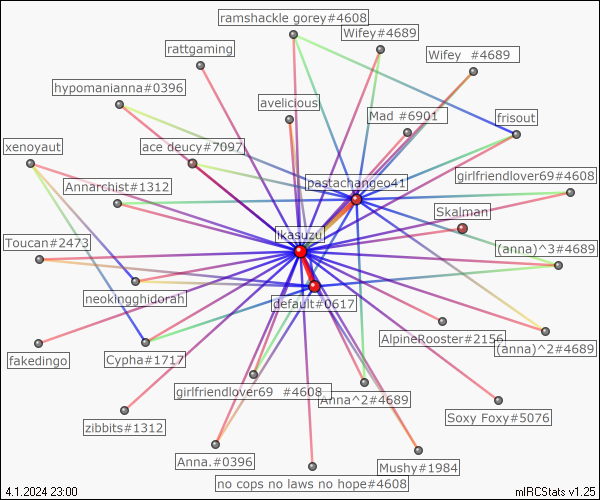 ramshackle gorey#4608
Wifey#4689
rattgaming
Wifey  #4689
hypomanianna#0396
avelicious
Mad #6901
frisout
xenoyaut
ace deucy#7097
Annarchist#1312
pastachangeo41
girlfriendlover69#4608
Skalman
ikasuzu
Toucan#2473
(anna)^3#4689
neokingghidorah
default#0617
AlpineRooster#2156
(anna)^2#4689
fakedingo
Cypha#1717
girlfriendlover69  #4608
Anna^2#4689
zibbits#1312
Soxy Foxy#5076
Anna.#0396
Mushy#1984
no cops no laws no hope#4608
4.1.2024 23:00
mIRCStats v1.25